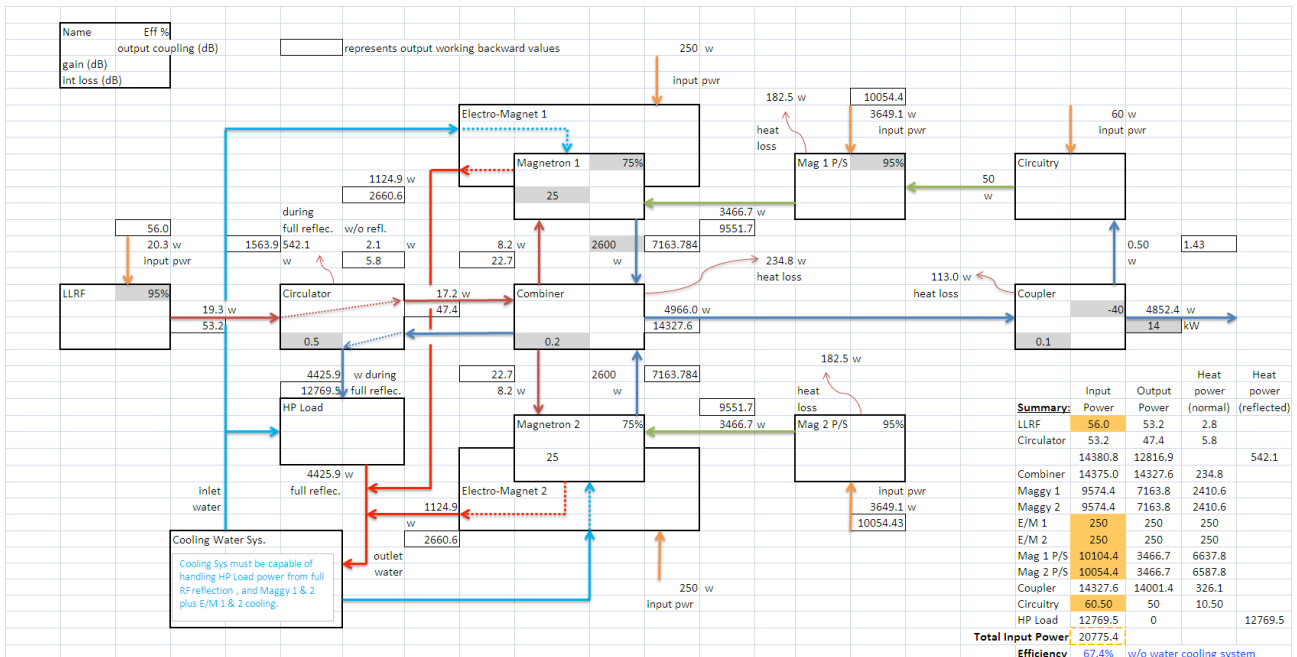 Name Eff %
output coupling (dB)
gain (dB)
int loss (dB)
represents output working backward values
250 w
input pwr
Electro-Magnet 1
182.5 w
heat
loss
10054.4
3649.1 w
input pwr
60 w
input pwr
Magnetron 1 75%
25
Mag 1 P/S 95%
Circuitry
50
w
1124.9 w
2660.6
3466.7 w
9551.7
during
full reflec.
w/o refl.
56.0
20.3 w
input pwr
1563.9 542.1
w
2.1 w
5.8
8.2 w
22.7
2600
w
7163.784
234.8 w
heat loss
0.50 1.43
w
113.0 w
heat loss
LLRF 95%
19.3 w
53.2
Circulator
0.5
17.2 w
47.4
Combiner
0.2
4966.0 w
14327.6
Coupler
-40
0.1
4852.4 w
14 kW
4425.9 w during
12769.5 full reflec.
22.7
8.2 w
2600
w
7163.784
182.5 w
heat
loss
HP Load
Magnetron 2 75%
25
9551.7
3466.7 w
Mag 2 P/S 95%
4425.9 w
full reflec.
inlet
water
Electro-Magnet 2
1124.9
w
2660.6
input pwr
3649.1 w
10054.43
outlet
water
250 w
input pwr
Cooling Water Sys.
Cooling Sys must be capable of
handling HP Load power from full
RFreflection , and Maggy 1 & 2
plus E/M 1 & 2 cooling.
Input Output Heat Heat
power power
Summary: Power Power (normal) (reflected)
LLRF 56.0 53.2 2.8
Circulator 53.2 47.4 5.8
14380.8 12816.9 542.1
Combiner 14375.0 14327.6 234.8
Maggy 1 9574.4 7163.8 2410.6
Maggy 2 9574.4 7163.8 2410.6
E/M 1 250 250 250
E/M 2 250 250 250
Mag 1 P/S 10104.4 3466.7 6637.8
Mag 2 P/S 10054.4 3466.7 6587.8
Coupler 14327.6 14001.4 326.1
Circuitry 60.50 50 10.50
HP Load 12769.5 0 12769.5
Total Input Power 20775.4
Efficiency 67.4% w/o water cooling system